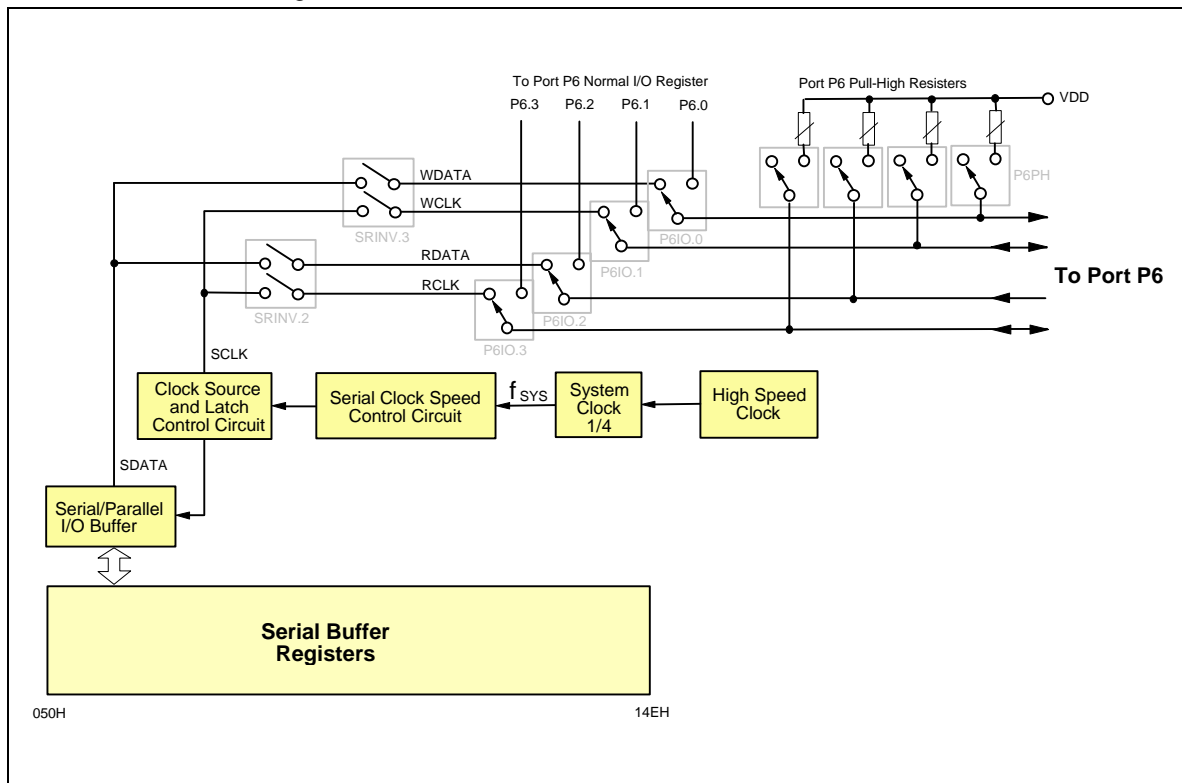 To Port P6 Normal I/O Register
P6.3 P6.2 P6.1 P6.0
Port P6 Pull-High Resisters
VDD
P6PH
WDATA
WCLK
SRINV.3
P6IO.0
P6IO.1
RDATA
RCLK
SRINV.2
P6IO.2
P6IO.3
To Port P6
SCLK
Clock Source
and Latch
Control Circuit
Serial Clock Speed
Control Circuit
f SYS
System
Clock
1/4
High Speed
Clock
SDATA
Serial/Parallel
I/O Buffer
Serial Buffer
Registers
050H
14EH